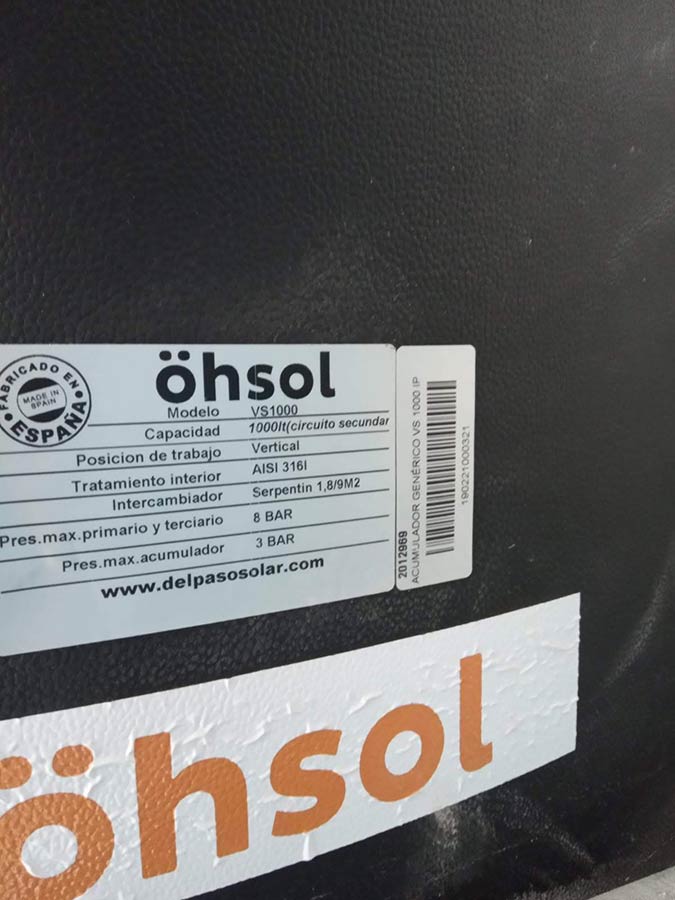 FABRICADO EN
MADE IN
SPAIN
ESPAÑA
öhsol
Modelo VS1000
Capacidad 1000lt(circuito secundar
Posicion de trabajo Vertical
Tratamiento interior AISI 316l
Intercambiador Serpentin 1,8/9M2
Pres.max.primario y terciario 8 BAR
Pres.max.acumulador 3 BAR
www.delpasosolar.com
2012969
ACUMULADOR GENÉRICO VS 1000 IP
190221000321
öhsol